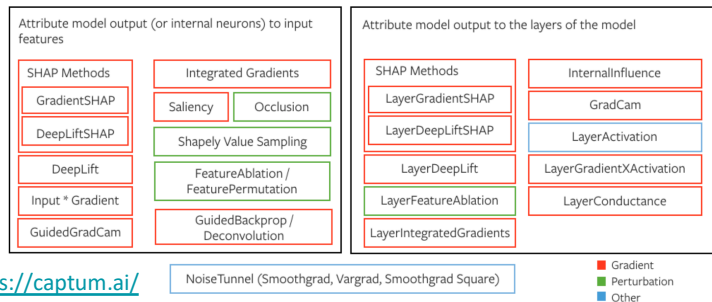 Attribute model output (or internal neurons) to input
features
SHAP Methods
GradientSHAP
DeepLiftSHAP
DeepLift
Input * Gradient
GuidedGradCam
Integrated Gradients
Saliency
Occlusion
Shapely Value Sampling
FeatureAblation /
FeaturePermutation
GuidedBackprop /
Deconvolution
Attribute model output to the layers of the model
SHAP Methods
LayerGradientSHAP
LayerDeepLiftSHAP
LayerDeepLift
LayerFeatureAblation
LayerIntegratedGradients
InternalInfluence
GradCam
LayerActivation
LayerGradientXActivation
LayerConductance
s://captum.ai/
NoiseTunnel (Smoothgrad, Vargrad, Smoothgrad Square)
Gradient
Perturbation
Other